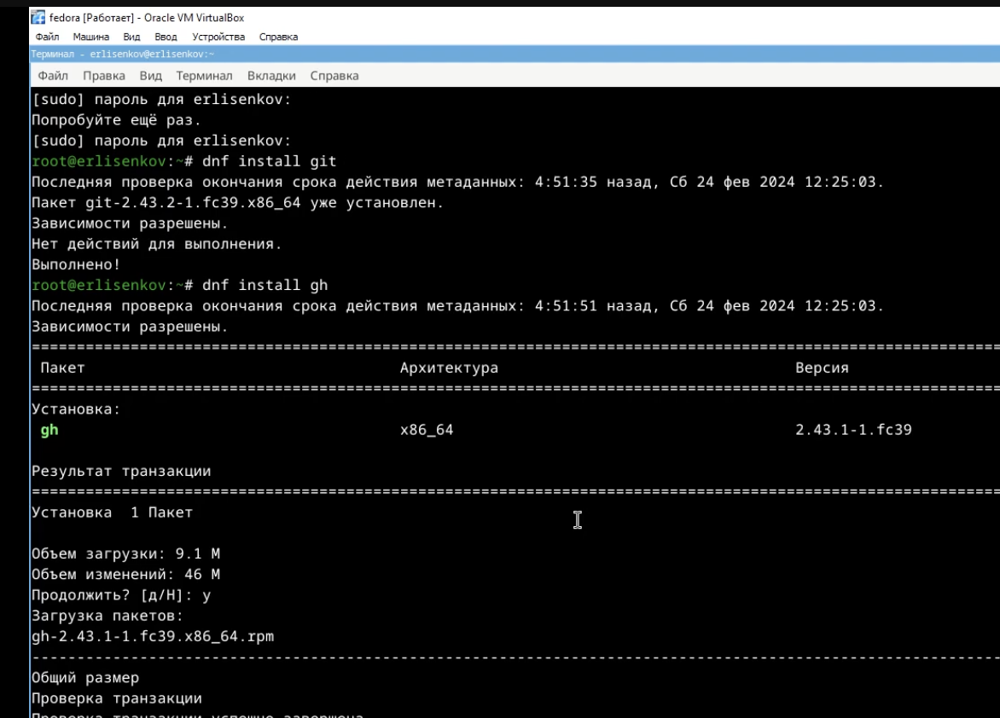 fedora [Работает] - Oracle VM VirtualBox
Файл Машина Вид Ввод Устройства Справка
Терминал - erlisenkov@erlisenkov:~
Файл Правка Вид Терминал Вкладки Справка
[sudo] пароль для erlisenkov:
Попробуйте ещё раз.
[sudo] пароль для erlisenkov:
root@erlisenkov:~# dnf install git
Последняя проверка окончания срока действия метаданных: 4:51:35 назад, Сб 24 фев 2024 12:25:03.
Пакет git-2.43.2-1.fc39.x86_64 уже установлен.
Зависимости разрешены.
Нет действий для выполнения.
Выполнено!
root@erlisenkov:~# dnf install gh
Последняя проверка окончания срока действия метаданных: 4:51:51 назад, Сб 24 фев 2024 12:25:03.
Зависимости разрешены.
Пакет Архитектура Версия
Установка:
gh x86_64 2.43.1-1.fc39
Результат транзакции
Установка 1 Пакет
Объем загрузки: 9.1 M
Объем изменений: 46 M
Продолжить? [д/Н]: y
Загрузка пакетов:
gh-2.43.1-1.fc39.x86_64.rpm
Общий размер
Проверка транзакции
Проверка транзакции успешно завершена.